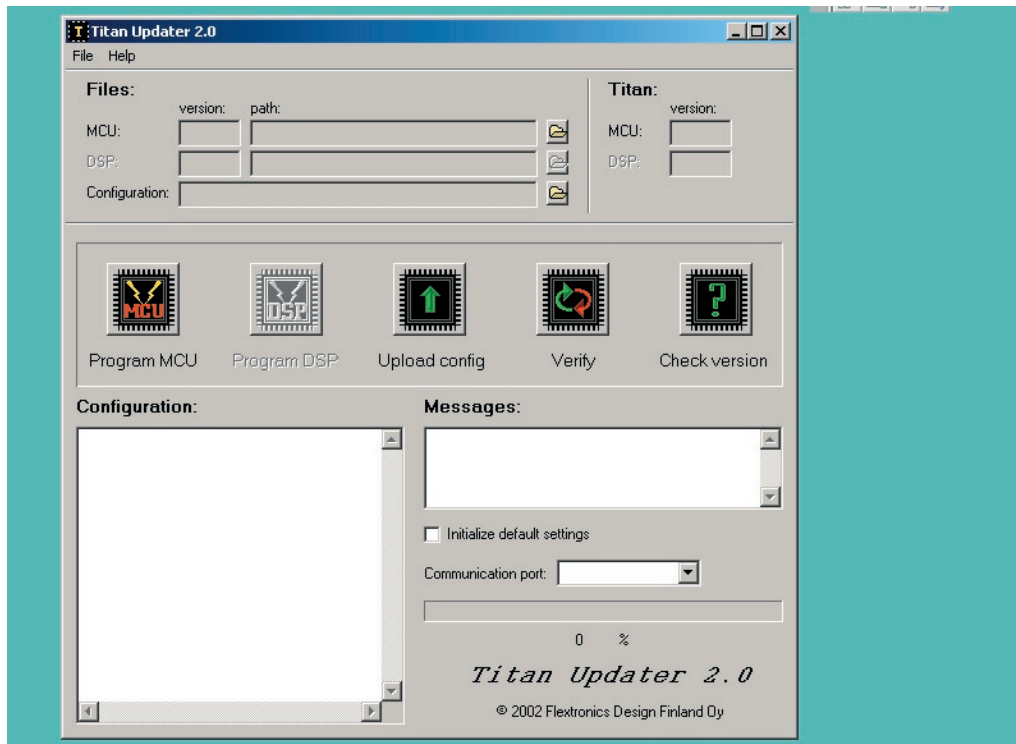 Titan Updater 2.0
File Help
Files:
version: path:
MCU:
DSP:
Configuration:
Titan:
version:
MCU:
DSP:
MCU
DSP
?
Program MCU Program DSP Upload config Verify Check version
Configuration:
Messages:
Initialize default settings
Communication port:
0 %
Titan Updater 2.0
© 2002 Flextronics Design Finland Oy